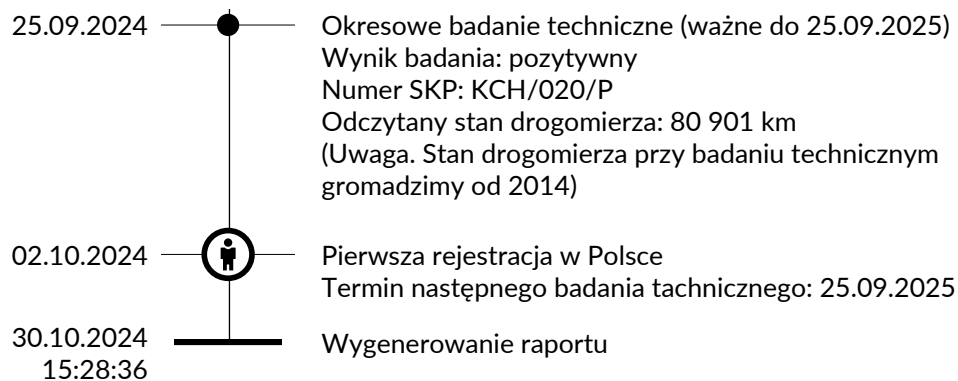 25.09.2024
Okresowe badanie techniczne (ważne do 25.09.2025)
Wynik badania: pozytywny
Numer SKP: KCH/020/P
Odczytany stan drogomierza: 80 901 km
(Uwaga. Stan drogomierza przy badaniu technicznym
gromadzimy od 2014)
02.10.2024
Pierwsza rejestracja w Polsce
Termin następnego badania tachnicznego: 25.09.2025
30.10.2024
15:28:36
Wygenerowanie raportu